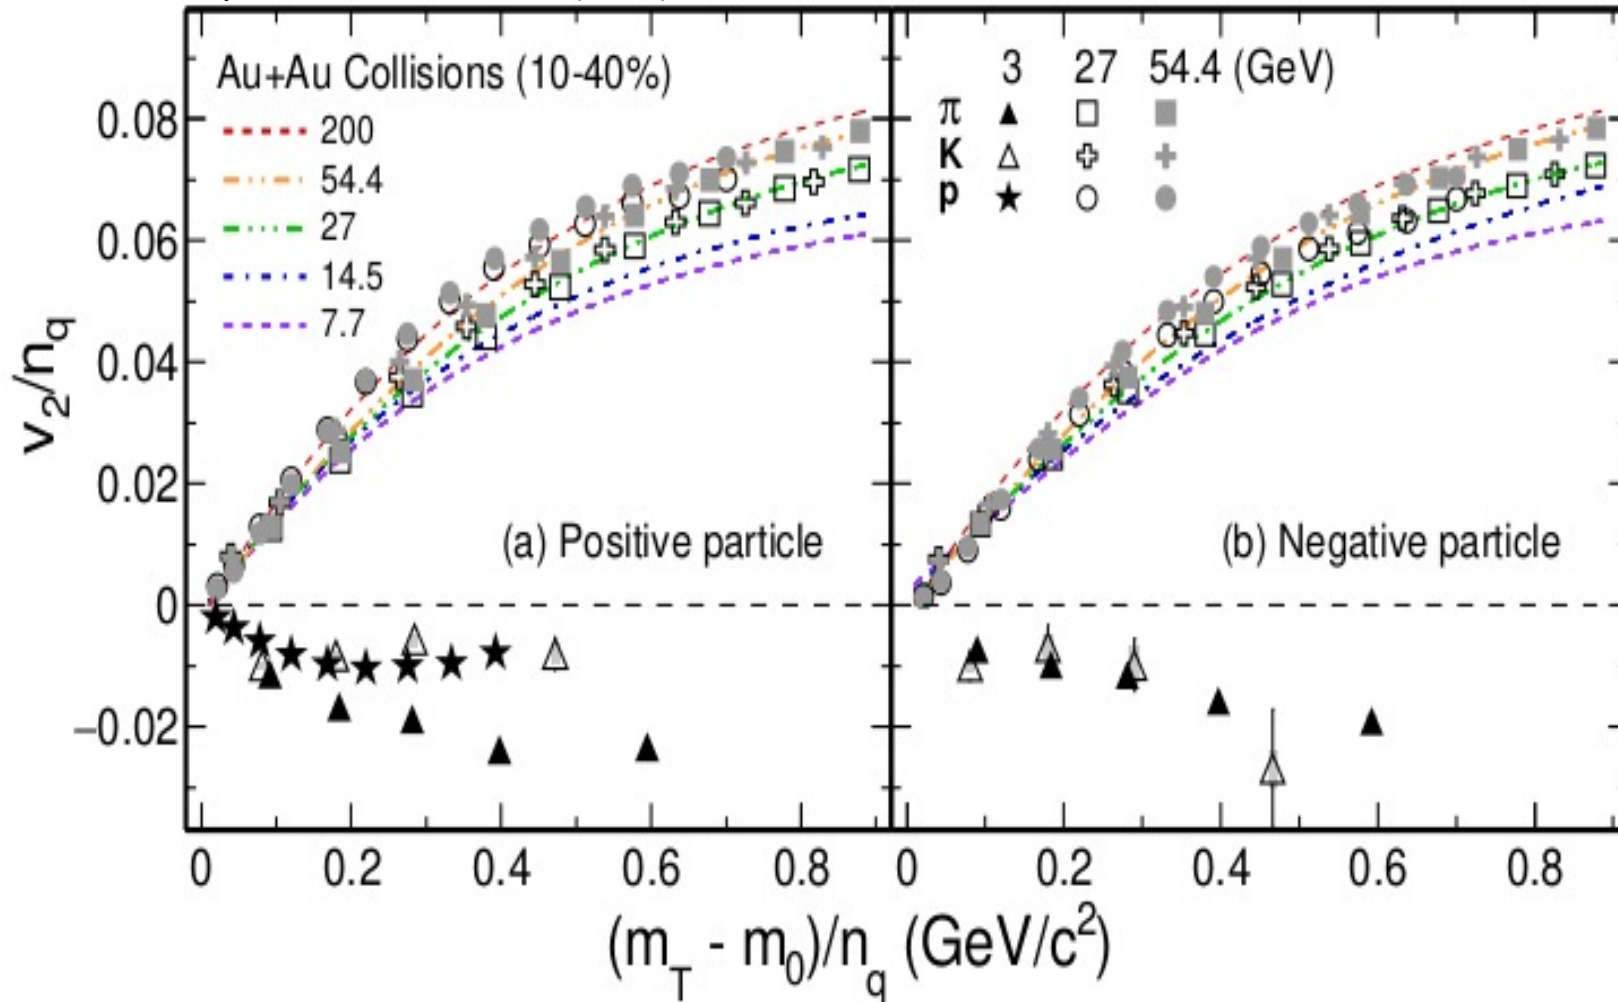 Au+Au Collisions (10-40%)
200
54.4
27
14.5
7.7
3 27 54.4 (GeV)
π
K
p
(a) Positive particle
(b) Negative particle
0.08
0.06
0.04
0.02
0
−0.02
v2/nq
0 0.2 0.4 0.6 0.8
0 0.2 0.4 0.6 0.8
(mT - m0)/nq (GeV/c²)